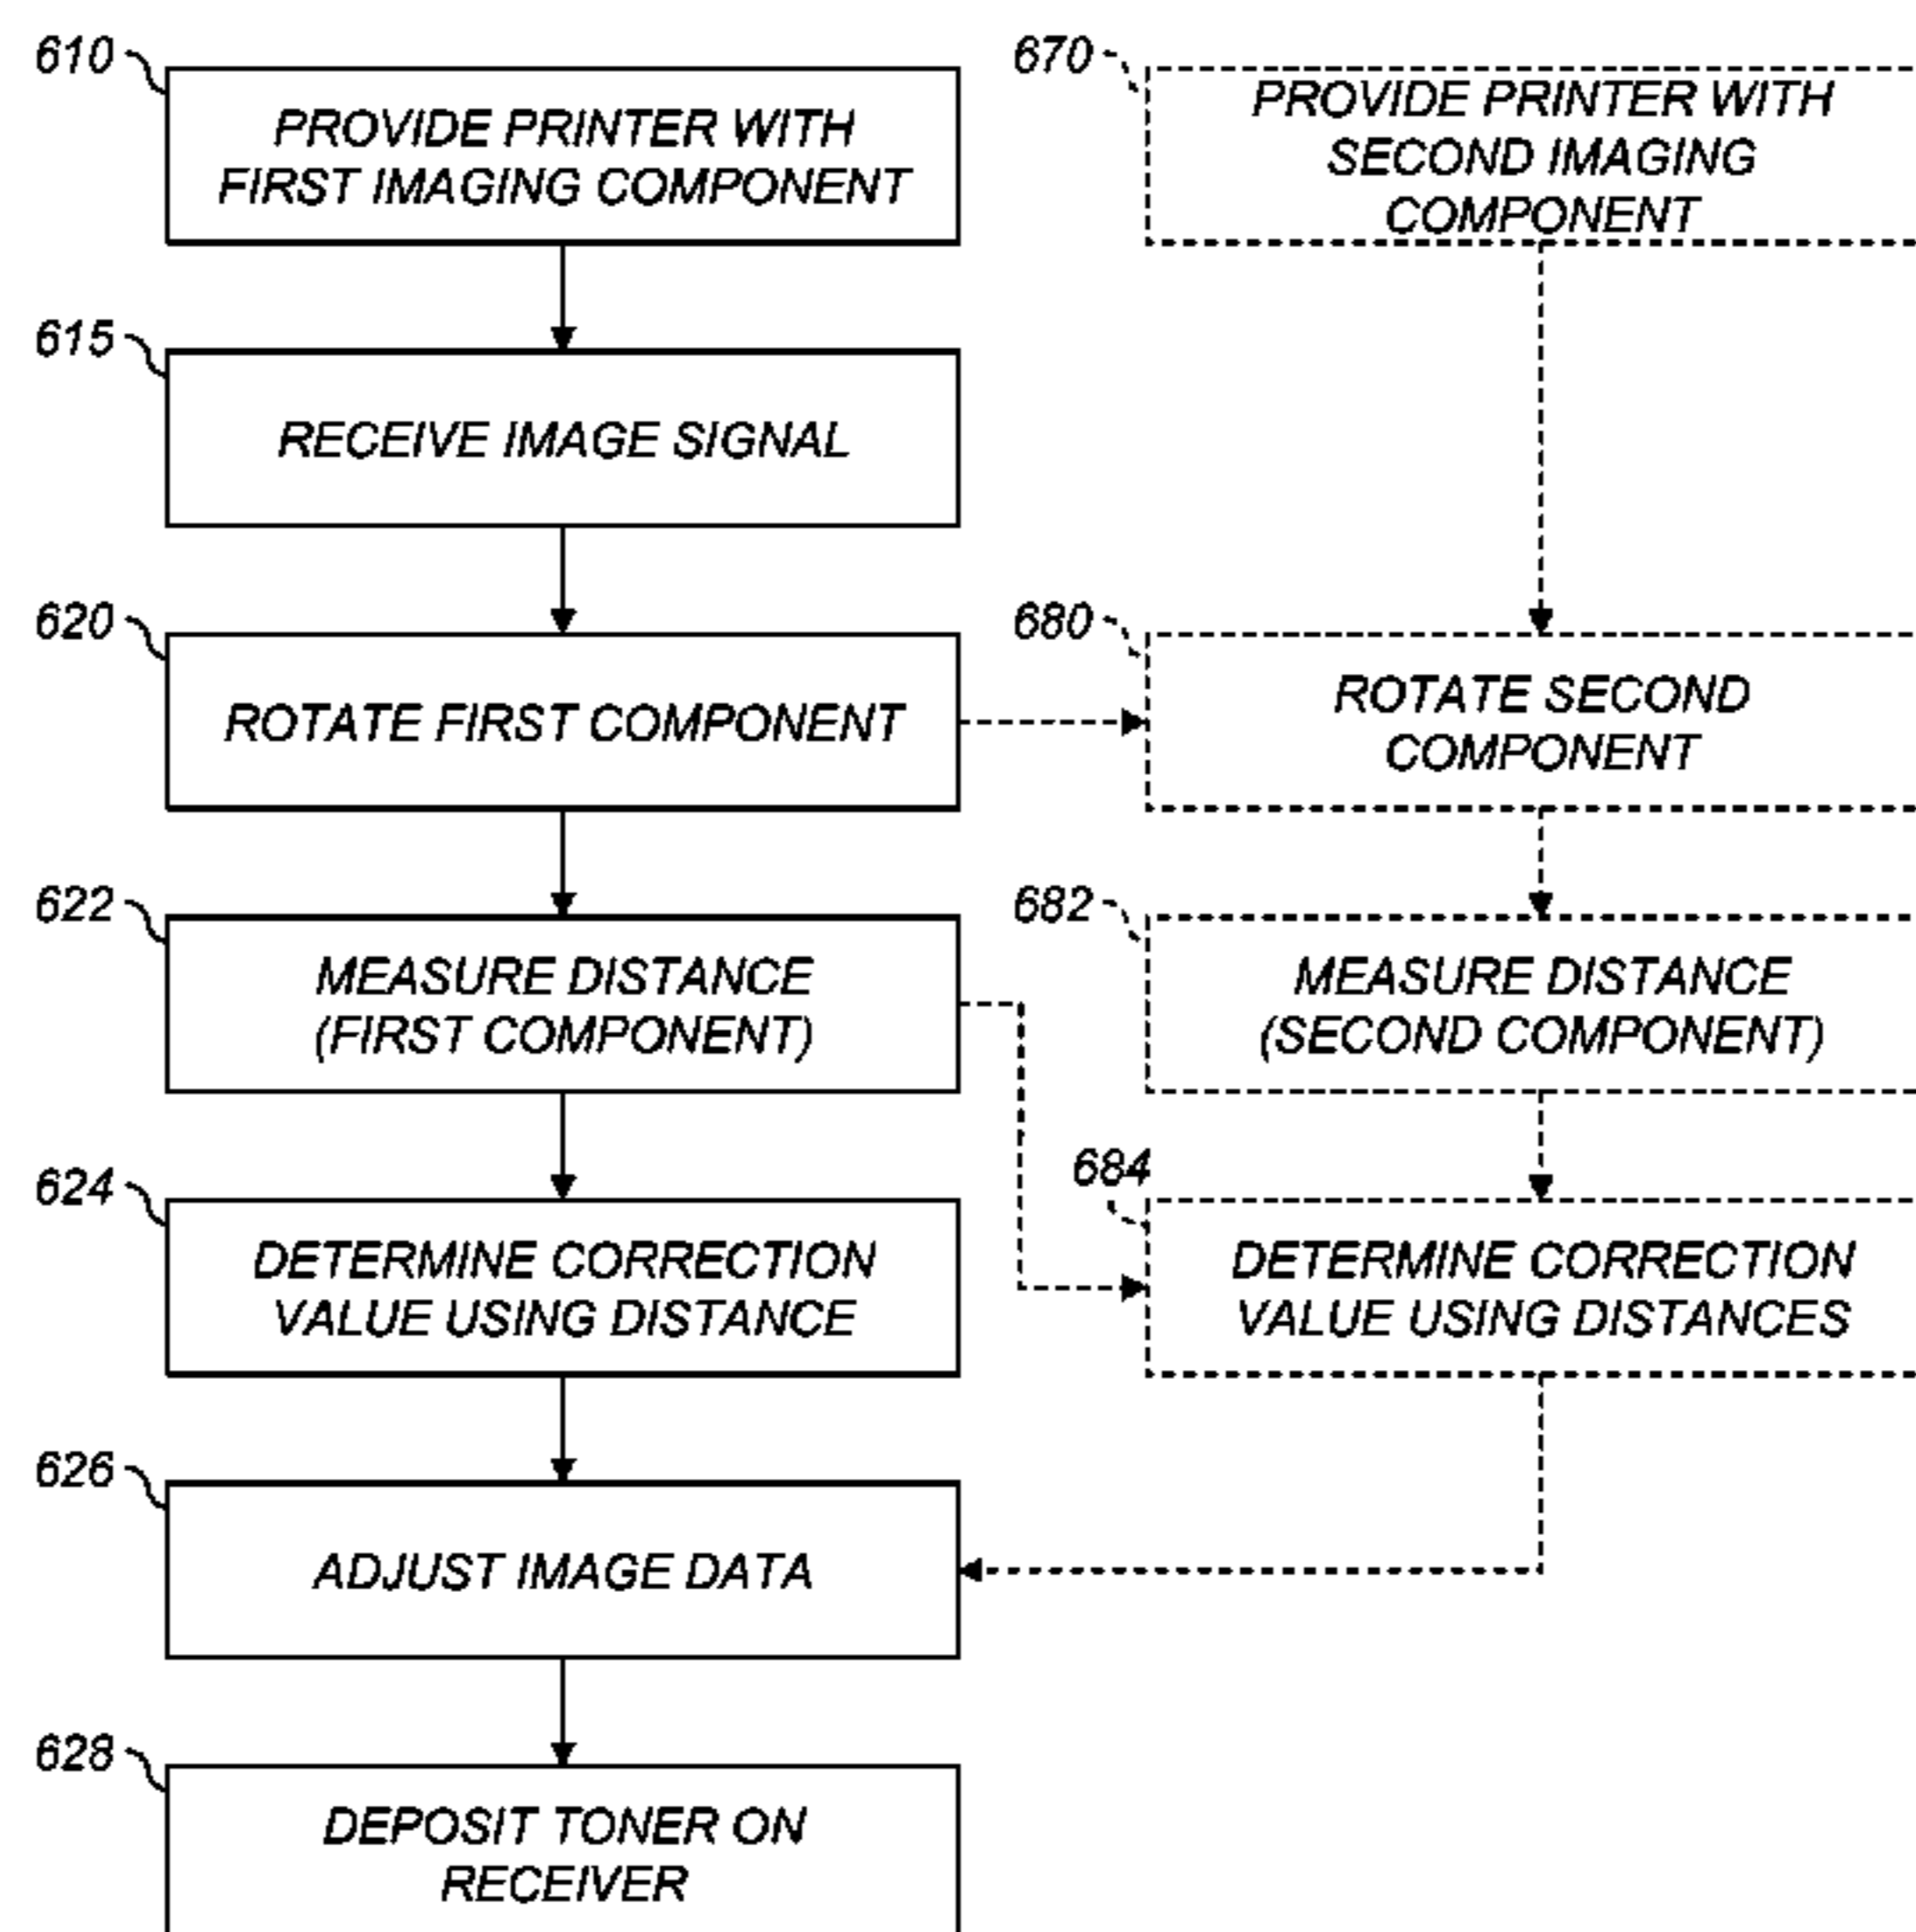 610
PROVIDE PRINTER WITH
FIRST IMAGING COMPONENT
670
PROVIDE PRINTER WITH
SECOND IMAGING
COMPONENT
615
RECEIVE IMAGE SIGNAL
620
ROTATE FIRST COMPONENT
680
ROTATE SECOND
COMPONENT
622
MEASURE DISTANCE
(FIRST COMPONENT)
682
MEASURE DISTANCE
(SECOND COMPONENT)
624
DETERMINE CORRECTION
VALUE USING DISTANCE
684
DETERMINE CORRECTION
VALUE USING DISTANCES
626
ADJUST IMAGE DATA
628
DEPOSIT TONER ON
RECEIVER